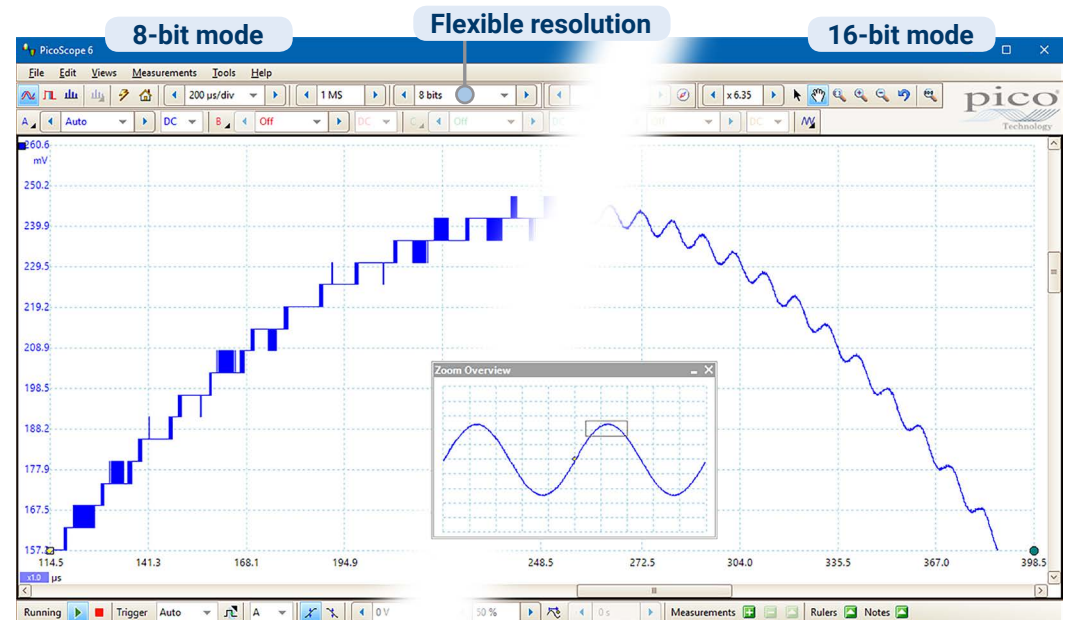 8-bit mode
Flexible resolution
16-bit mode
PicoScope 6
File Edit Views Measurements Tools Help
200 µs/div 1 MS 8 bits x 6.35
pico
Technology
A Auto DC B Off DC C Off DC Off DC
260.6
mV
250.2
239.9
229.5
219.2
208.9
198.5
188.2
177.9
167.5
157.2
Zoom Overview
114.5 141.3 168.1 194.9 248.5 272.5 304.0 335.5 367.0 398.5
x1.0 µs
Running Trigger Auto A 0 V 50 % 0 s Measurements Rulers Notes